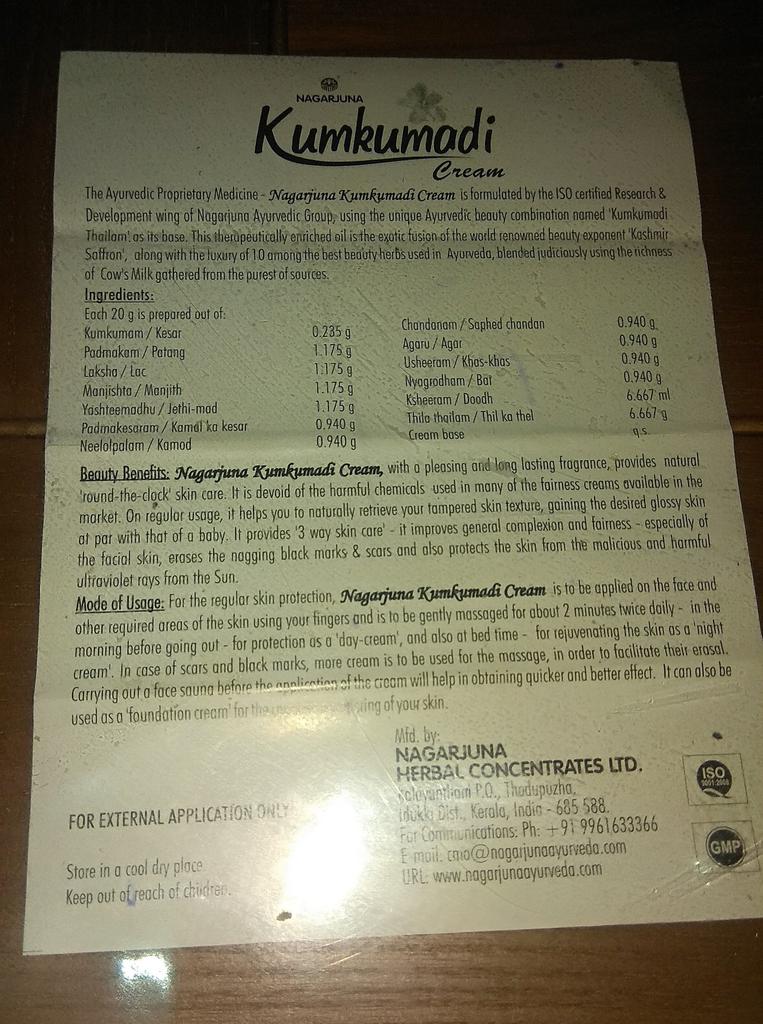 NAGARJUNA
Kumkumadi
Cream
The Ayurvedic Proprietary Medicine - Nagarjuna Kumkumadi Cream is formulated by the ISO certified Research &
Development wing of Nagarjuna Ayurvedic Group, using the unique Ayurvedic beauty combination named 'Kumkumadi
Thailam' as its base. This therapeutically enriched oil is the exotic fusion of the world renowned beauty exponent 'Kashmir
Saffron', along with the luxury of 10 among the best beauty herbs used in Ayurveda, blended judiciously using the richness
of Cow's Milk gathered from the purest of sources.
Ingredients:
Each 20 g is prepared out of:
Kumkumam / Kesar 0.235 g
Padmakam / Patang 1.175 g
Laksha / Lac 1.175 g
Manjishta / Manjith 1.175 g
Yashteemadhu / Jethi-mad 1.175 g
Padmakesaram / Kamal ka kesar 0.940 g
Neelolpalam / Kamod 0.940 g
Chandanam / Saphed chandan 0.940 g
Agaru / Agar 0.940 g
Usheeram / Khas-khas 0.940 g
Nyagrodham / Bat 0.940 g
Ksheeram / Doodh 6.667 ml
Thila thailam / Thil ka thel 6.667 g
Cream base q.s.
Beauty Benefits: Nagarjuna Kumkumadi Cream, with a pleasing and long lasting fragrance, provides natural
'round-the-clock' skin care. It is devoid of the harmful chemicals used in many of the fairness creams available in the
market. On regular usage, it helps you to naturally retrieve your tampered skin texture, gaining the desired glossy skin
at par with that of a baby. It provides '3 way skin care' - it improves general complexion and fairness - especially of
the facial skin, erases the nagging black marks & scars and also protects the skin from the malicious and harmful
ultraviolet rays from the Sun.
Mode of Usage: For the regular skin protection, Nagarjuna Kumkumadi Cream is to be applied on the face and
other required areas of the skin using your fingers and is to be gently massaged for about 2 minutes twice daily - in the
morning before going out - for protection as a 'day-cream', and also at bed time - for rejuvenating the skin as a 'night
cream'. In case of scars and black marks, more cream is to be used for the massage, in order to facilitate their erasal.
Carrying out a face sauna before the application of the cream will help in obtaining quicker and better effect. It can also be
used as a 'foundation cream' for the of your skin.
Mfd. by:
NAGARJUNA
HERBAL CONCENTRATES LTD.
Kalayanthani P.O., Thodupuzha,
Idukki Dist., Kerala, India - 685 588.
For Communications: Ph: +91 9961633366
E-mail: caio@nagarjunaayurveda.com
URL: www.nagarjunaayurveda.com
ISO
9001:2008
GMP
FOR EXTERNAL APPLICATION ONLY
Store in a cool dry place
Keep out of reach of children.